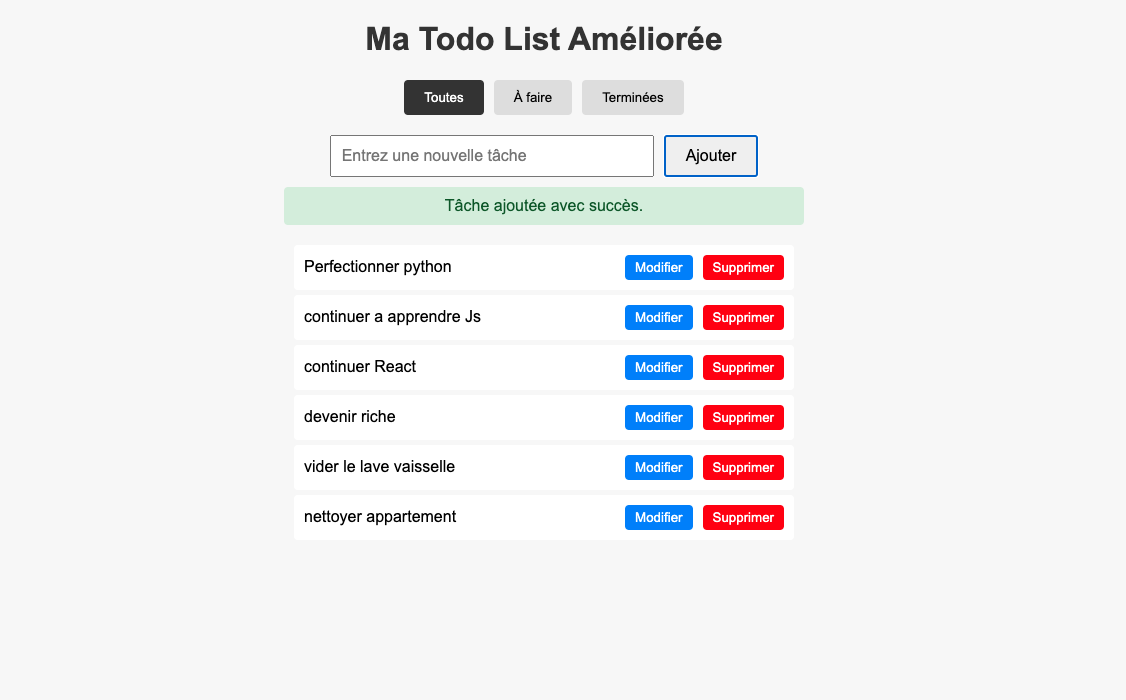 Ma Todo List Améliorée
Toutes À faire Terminées
Entrez une nouvelle tâche Ajouter
Tâche ajoutée avec succès.
Perfectionner python Modifier Supprimer
continuer a apprendre Js Modifier Supprimer
continuer React Modifier Supprimer
devenir riche Modifier Supprimer
vider le lave vaisselle Modifier Supprimer
nettoyer appartement Modifier Supprimer